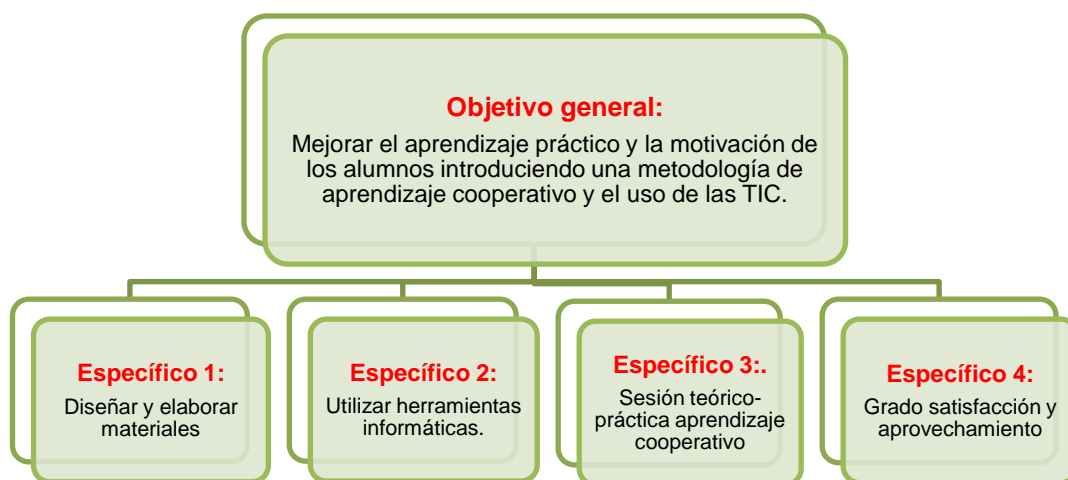 Objetivo general:
Mejorar el aprendizaje práctico y la motivación de
los alumnos introduciendo una metodología de
aprendizaje cooperativo y el uso de las TIC.
Específico 1:
Diseñar y elaborar
materiales
Específico 2:
Utilizar herramientas
informáticas.
Específico 3:.
Sesión teórico-
práctica aprendizaje
cooperativo
Específico 4:
Grado satisfacción y
aprovechamiento